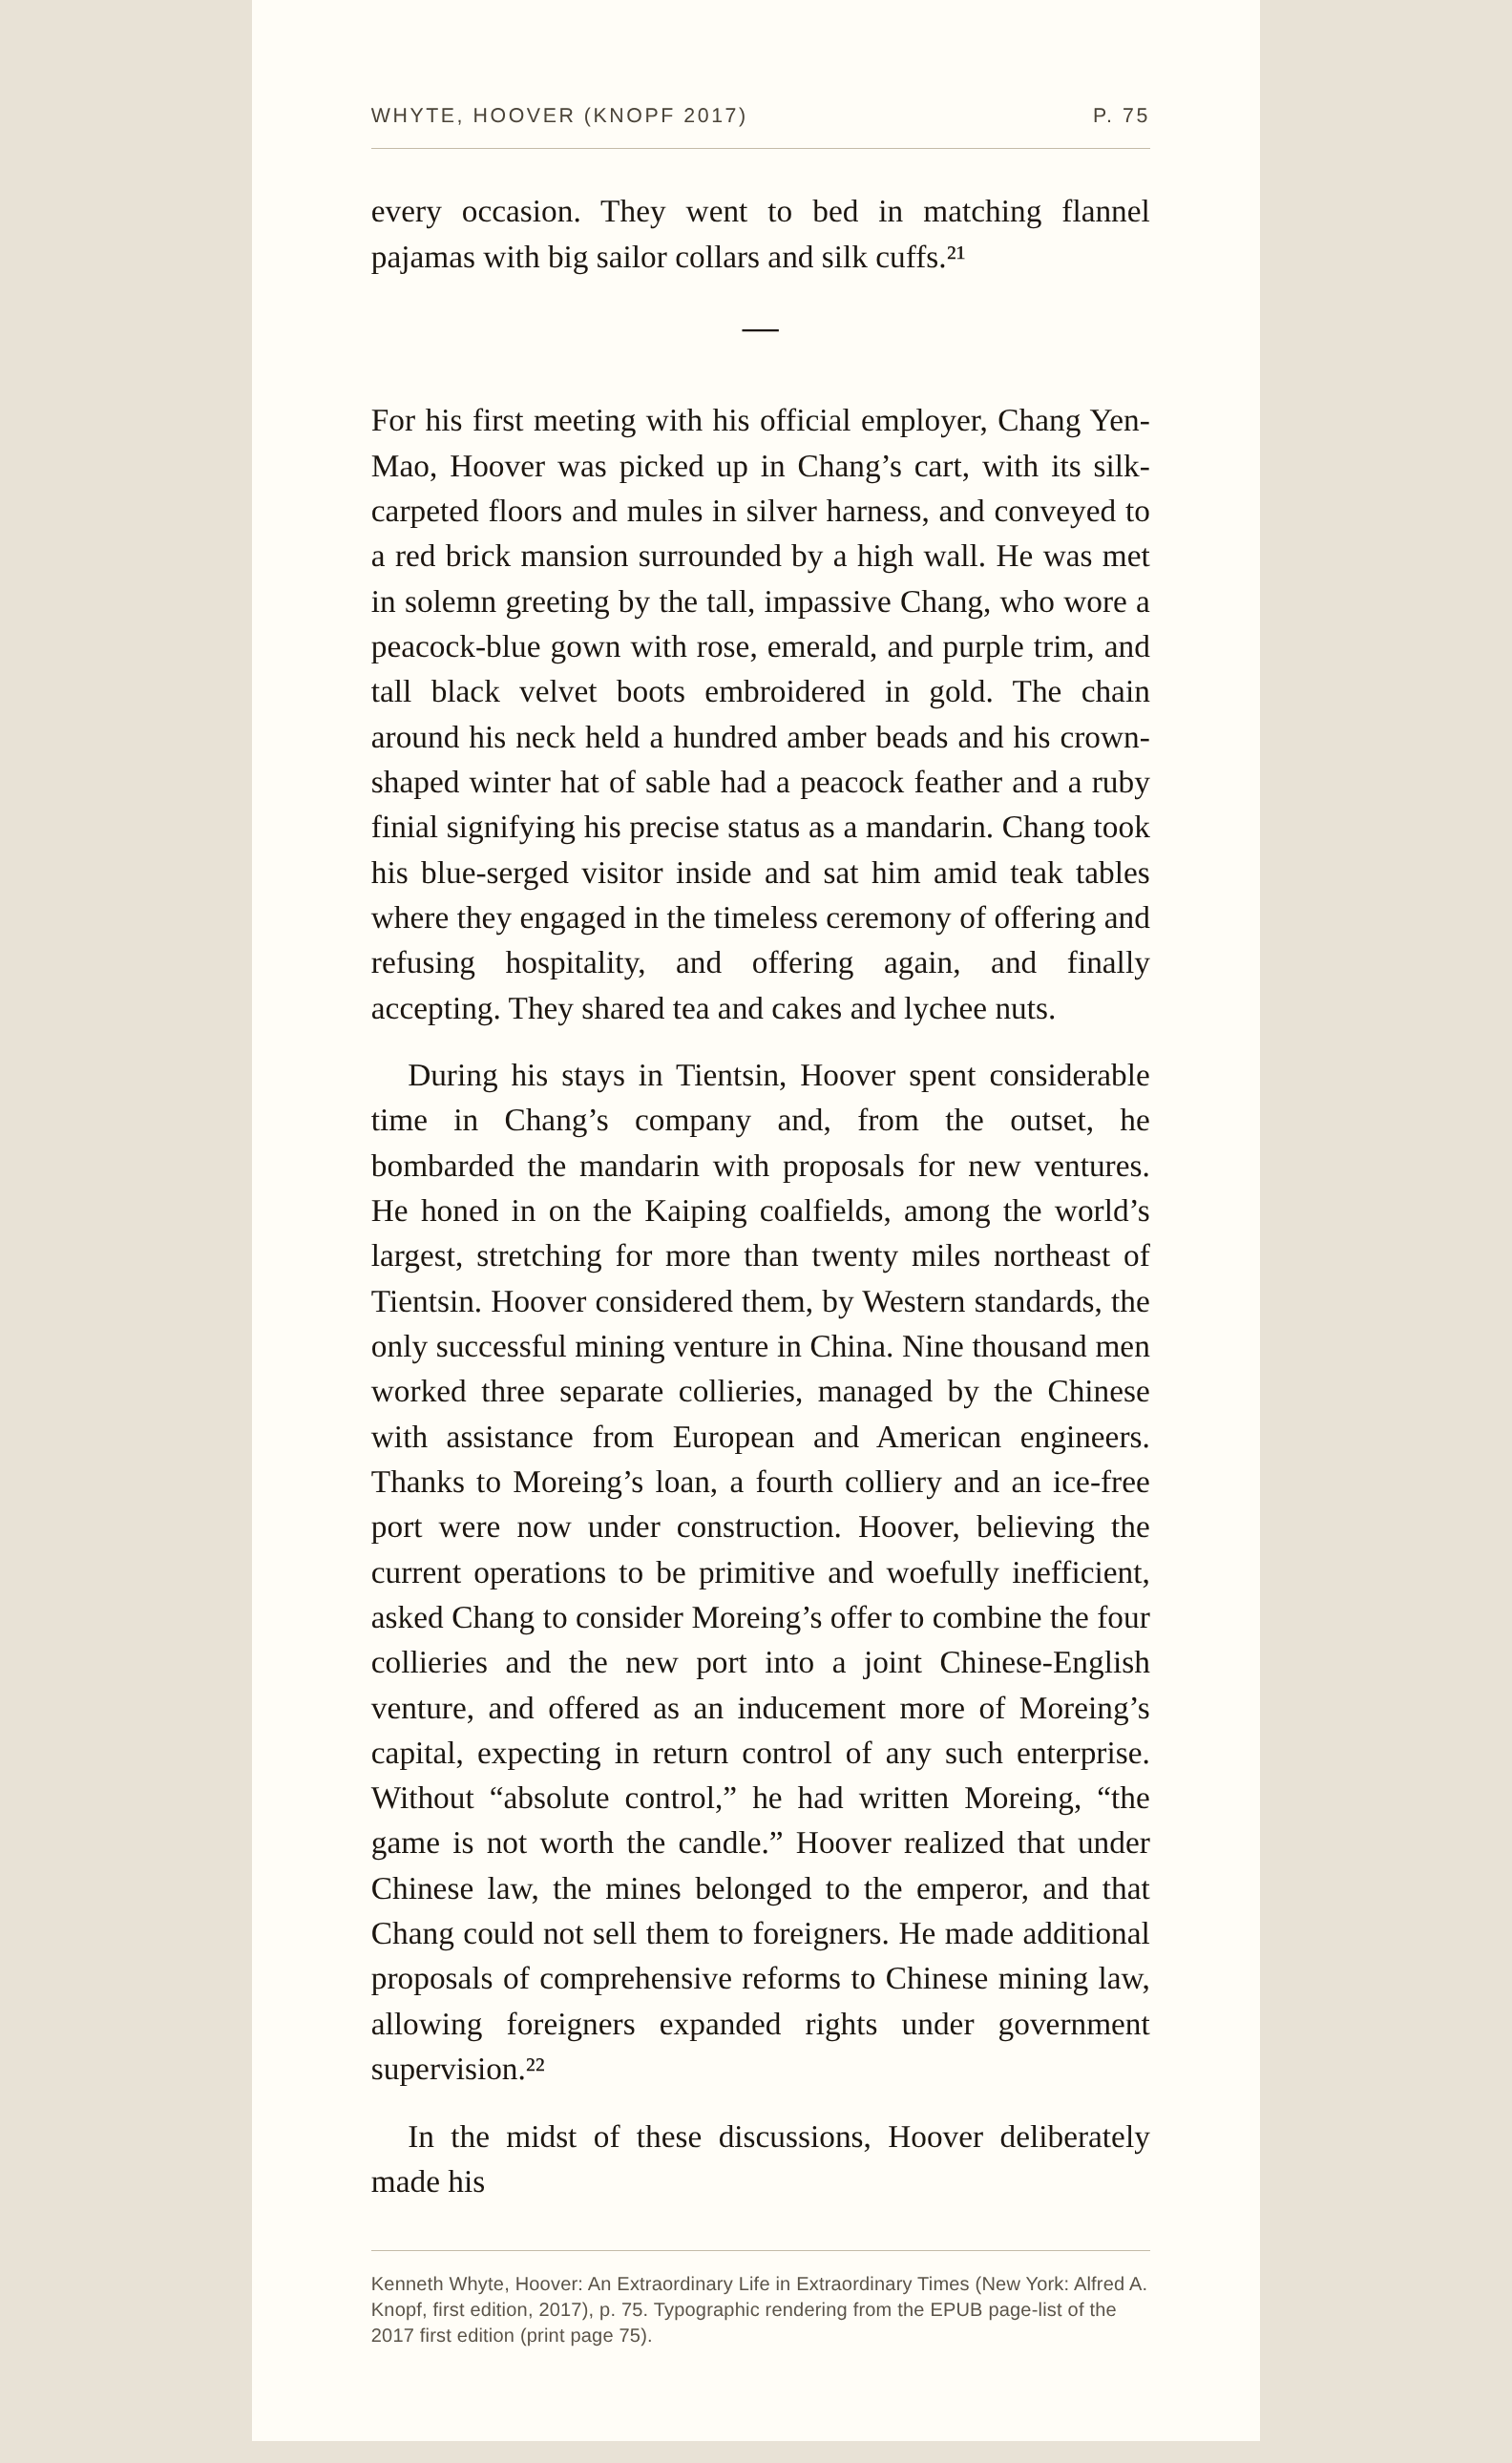 WHYTE, HOOVER (KNOPF 2017) P. 75
every occasion. They went to bed in matching flannel
pajamas with big sailor collars and silk cuffs.²¹
—
For his first meeting with his official employer, Chang Yen-
Mao, Hoover was picked up in Chang’s cart, with its silk-
carpeted floors and mules in silver harness, and conveyed to
a red brick mansion surrounded by a high wall. He was met
in solemn greeting by the tall, impassive Chang, who wore a
peacock-blue gown with rose, emerald, and purple trim, and
tall black velvet boots embroidered in gold. The chain
around his neck held a hundred amber beads and his crown-
shaped winter hat of sable had a peacock feather and a ruby
finial signifying his precise status as a mandarin. Chang took
his blue-serged visitor inside and sat him amid teak tables
where they engaged in the timeless ceremony of offering and
refusing hospitality, and offering again, and finally
accepting. They shared tea and cakes and lychee nuts.
During his stays in Tientsin, Hoover spent considerable
time in Chang’s company and, from the outset, he
bombarded the mandarin with proposals for new ventures.
He honed in on the Kaiping coalfields, among the world’s
largest, stretching for more than twenty miles northeast of
Tientsin. Hoover considered them, by Western standards, the
only successful mining venture in China. Nine thousand men
worked three separate collieries, managed by the Chinese
with assistance from European and American engineers.
Thanks to Moreing’s loan, a fourth colliery and an ice-free
port were now under construction. Hoover, believing the
current operations to be primitive and woefully inefficient,
asked Chang to consider Moreing’s offer to combine the four
collieries and the new port into a joint Chinese-English
venture, and offered as an inducement more of Moreing’s
capital, expecting in return control of any such enterprise.
Without “absolute control,” he had written Moreing, “the
game is not worth the candle.” Hoover realized that under
Chinese law, the mines belonged to the emperor, and that
Chang could not sell them to foreigners. He made additional
proposals of comprehensive reforms to Chinese mining law,
allowing foreigners expanded rights under government
supervision.²²
In the midst of these discussions, Hoover deliberately
made his
Kenneth Whyte, Hoover: An Extraordinary Life in Extraordinary Times (New York: Alfred A.
Knopf, first edition, 2017), p. 75. Typographic rendering from the EPUB page-list of the
2017 first edition (print page 75).